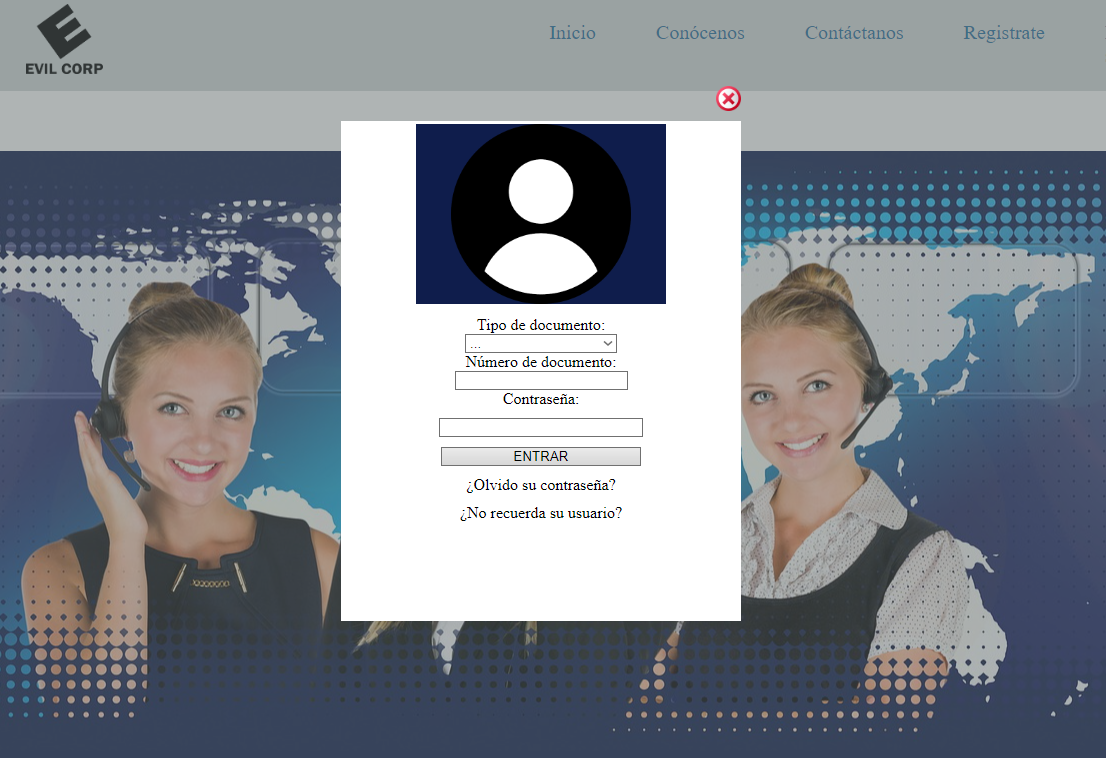 EVIL CORP
Inicio
Conócenos
Contáctanos
Registrate
Tipo de documento:
...
Número de documento:
Contraseña:
ENTRAR
¿Olvido su contraseña?
¿No recuerda su usuario?